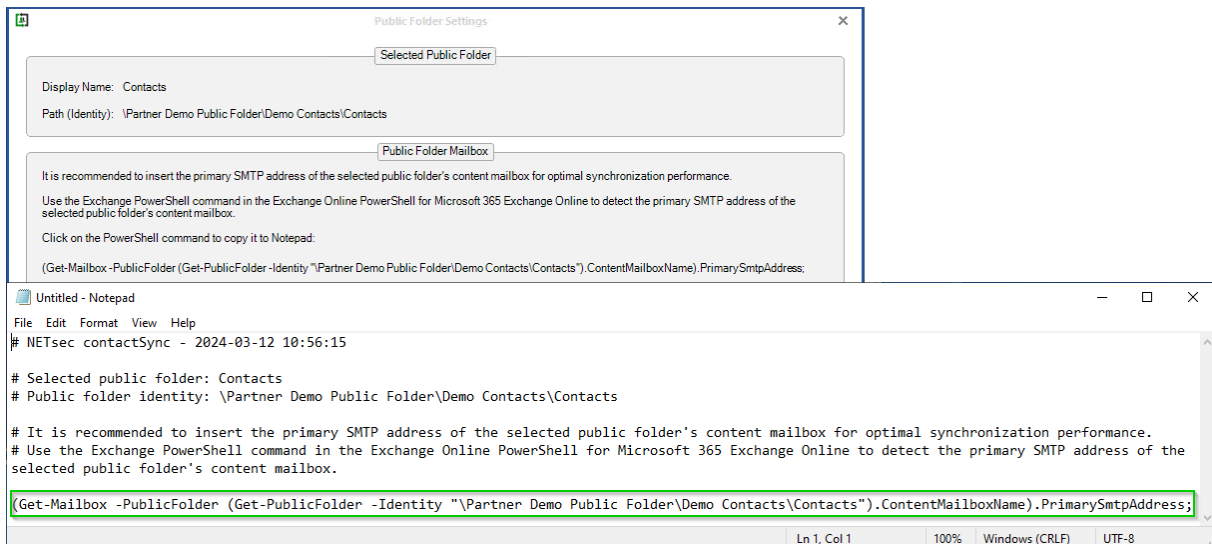 Public Folder Settings
Selected Public Folder
Display Name: Contacts
Path (Identity): \Partner Demo Public Folder\Demo Contacts\Contacts
Public Folder Mailbox
It is recommended to insert the primary SMTP address of the selected public folder's content mailbox for optimal synchronization performance.
Use the Exchange PowerShell command in the Exchange Online PowerShell for Microsoft 365 Exchange Online to detect the primary SMTP address of the
selected public folder's content mailbox.
Click on the PowerShell command to copy it to Notepad:
(Get-Mailbox -PublicFolder (Get-PublicFolder -Identity "\Partner Demo Public Folder\Demo Contacts\Contacts").ContentMailboxName).PrimarySmtpAddress;
Untitled - Notepad
File Edit Format View Help
# NETsec contactSync - 2024-03-12 10:56:15
# Selected public folder: Contacts
# Public folder identity: \Partner Demo Public Folder\Demo Contacts\Contacts
# It is recommended to insert the primary SMTP address of the selected public folder's content mailbox for optimal synchronization performance.
# Use the Exchange PowerShell command in the Exchange Online PowerShell for Microsoft 365 Exchange Online to detect the primary SMTP address of the
selected public folder's content mailbox.
(Get-Mailbox -PublicFolder (Get-PublicFolder -Identity "\Partner Demo Public Folder\Demo Contacts\Contacts").ContentMailboxName).PrimarySmtpAddress;
Ln 1, Col 1 100% Windows (CRLF) UTF-8